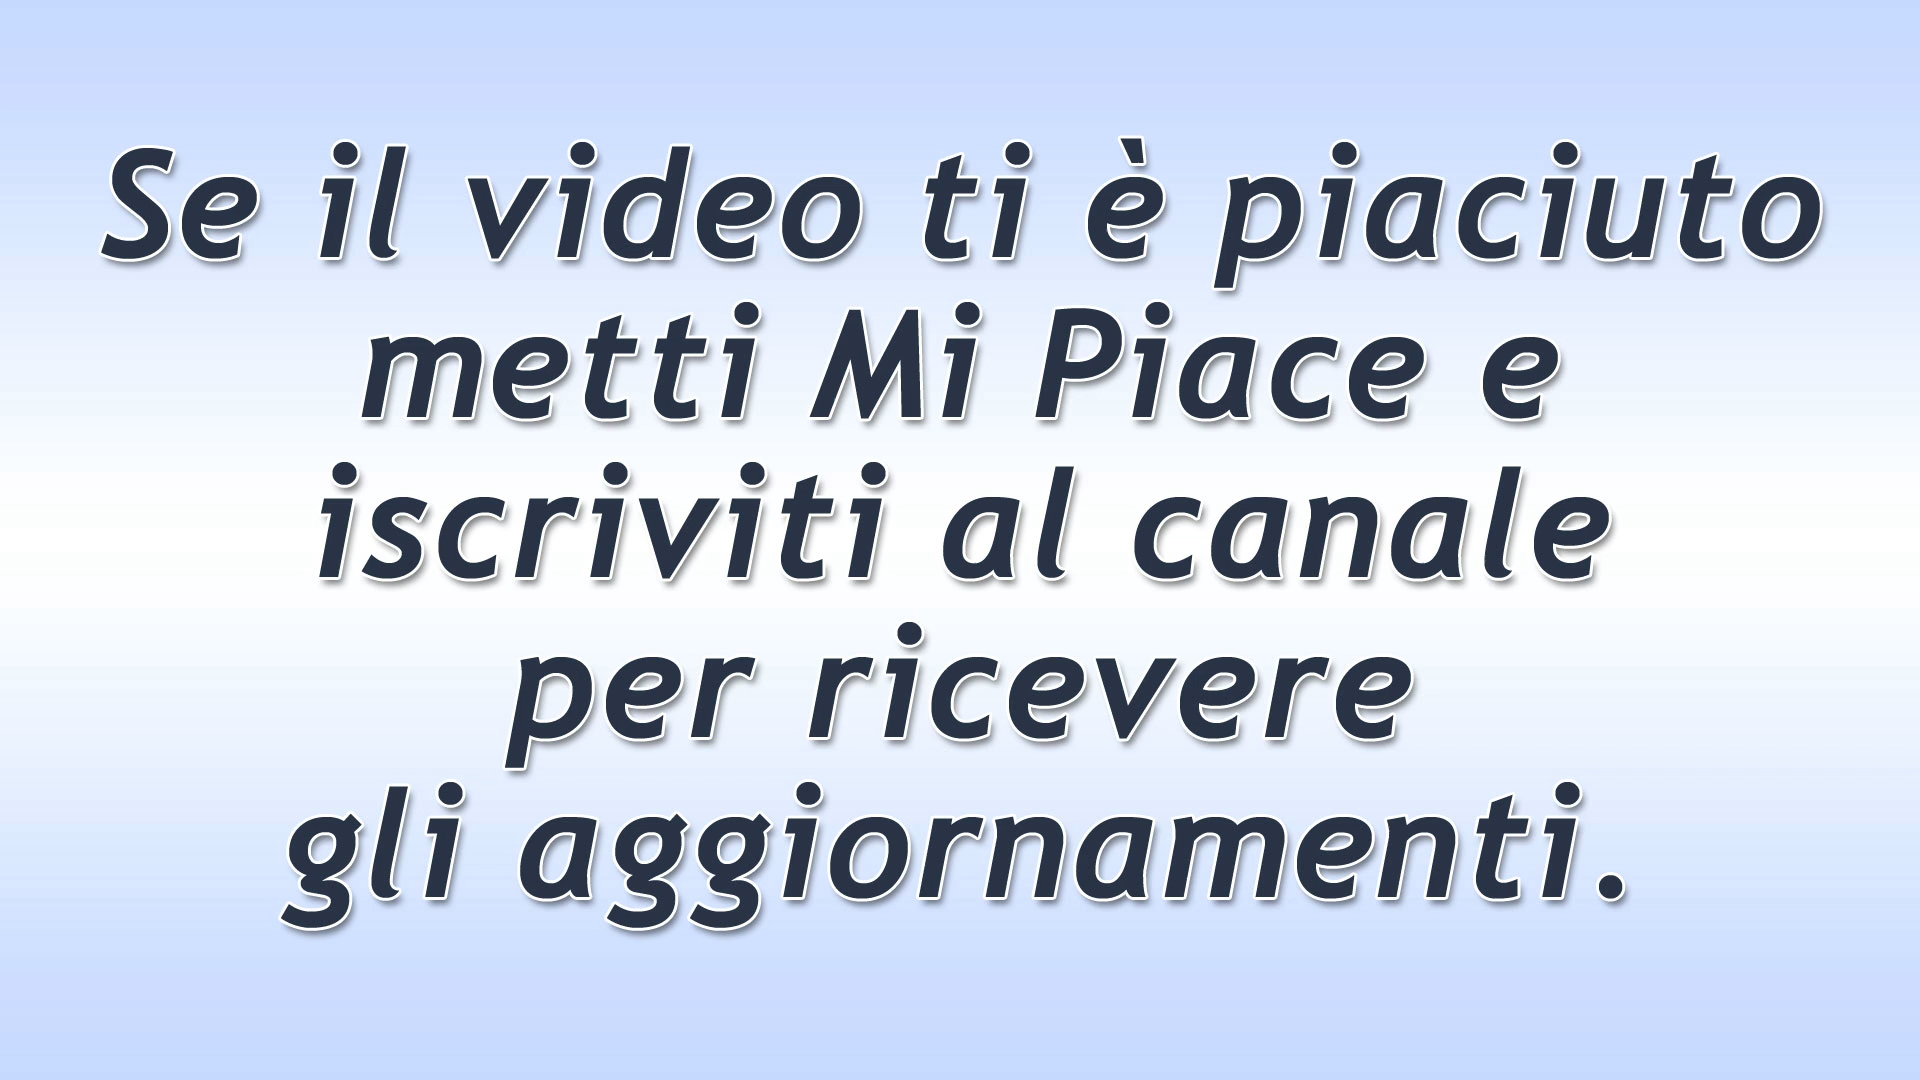 Se il video ti è piaciuto
metti Mi Piace e
iscriviti al canale
per ricevere
gli aggiornamenti.